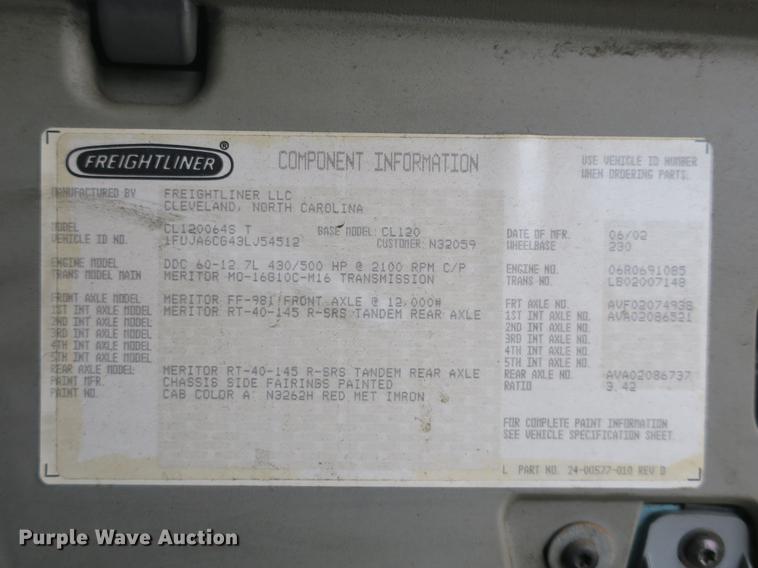 FREIGHTLINER ® COMPONENT INFORMATION USE VEHICLE ID NUMBER
WHEN ORDERING PARTS.
MANUFACTURED BY FREIGHTLINER LLC
CLEVELAND, NORTH CAROLINA
MODEL CL120064S T BASE MODEL: CL120 DATE OF MFR. 06/02
VEHICLE ID NO. 1FUJA6CG43LJ54512 CUSTOMER: N32059 WHEELBASE 230
ENGINE MODEL DDC 60-12.7L 430/500 HP @ 2100 RPM C/P ENGINE NO. 06R0691085
TRANS MODEL MAIN MERITOR MO-16G10C-M16 TRANSMISSION TRANS NO. LB02007148
FRONT AXLE MODEL MERITOR FF-981 FRONT AXLE @ 12,000# FRT AXLE NO. AVF02074938
1ST INT AXLE MODEL MERITOR RT-40-145 R-SRS TANDEM REAR AXLE 1ST INT AXLE NO. AVA02086521
2ND INT AXLE MODEL 2ND INT AXLE NO.
3RD INT AXLE MODEL 3RD INT AXLE NO.
4TH INT AXLE MODEL 4TH INT AXLE NO.
5TH INT AXLE MODEL 5TH INT AXLE NO.
REAR AXLE MODEL MERITOR RT-40-145 R-SRS TANDEM REAR AXLE REAR AXLE NO. AVA02086737
PAINT MFR. CHASSIS SIDE FAIRINGS PAINTED RATIO 3.42
PAINT NO. CAB COLOR A: N3262H RED MET IMRON
FOR COMPLETE PAINT INFORMATION
SEE VEHICLE SPECIFICATION SHEET.
L PART NO. 24-00577-010 REV D
Purple Wave Auction